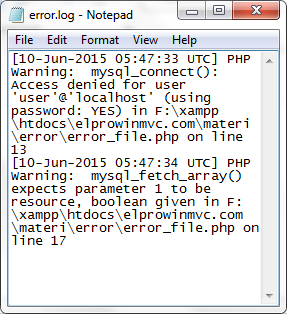 error.log - Notepad
File Edit Format View Help
[10-Jun-2015 05:47:33 UTC] PHP
Warning:  mysql_connect():
Access denied for user
'user'@'localhost' (using
password: YES) in F:\xampp
\htdocs\elprowinmvc.com\materi
\error\error_file.php on line
13
[10-Jun-2015 05:47:34 UTC] PHP
Warning:  mysql_fetch_array()
expects parameter 1 to be
resource, boolean given in F:
\xampp\htdocs\elprowinmvc.com
\materi\error\error_file.php on
line 17